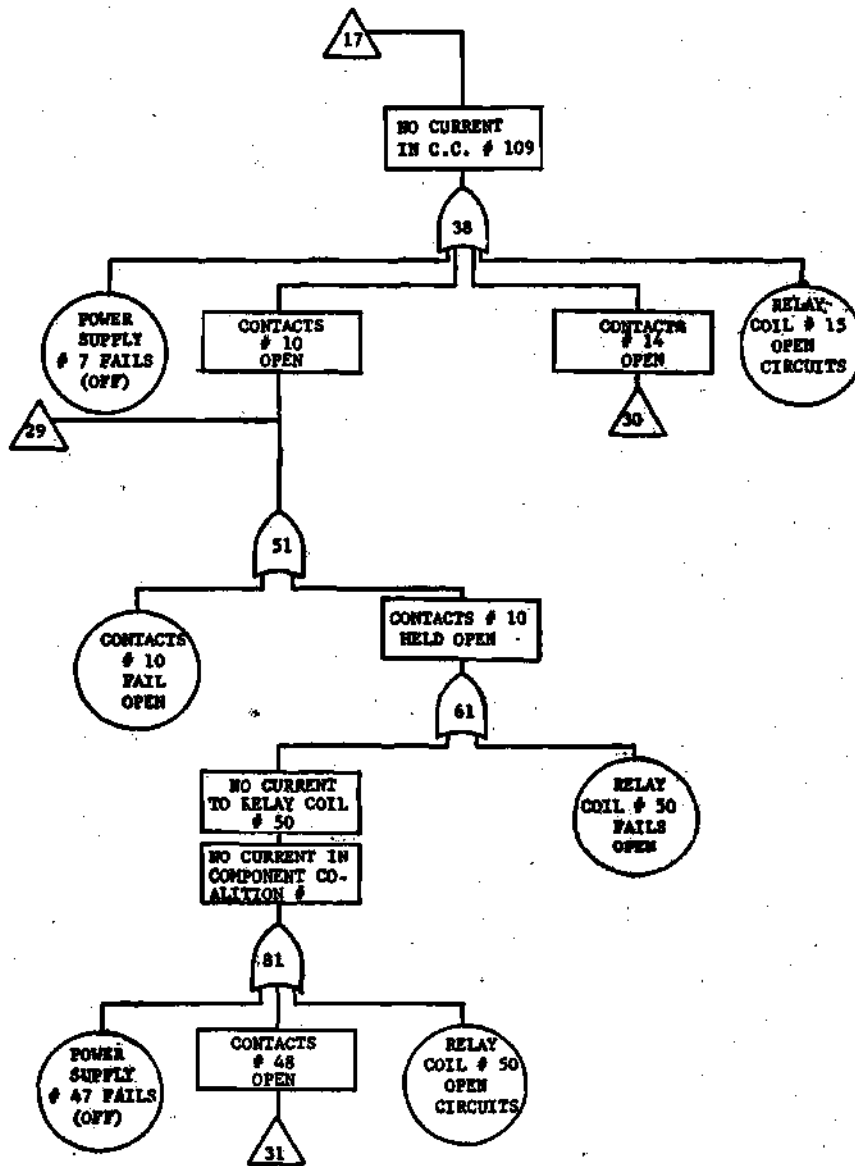 17
NO CURRENT
IN C.C. # 109
38
POWER
SUPPLY
# 7 FAILS
(OFF)
CONTACTS
# 10
OPEN
CONTACTS
# 14
OPEN
RELAY
COIL # 15
OPEN
CIRCUITS
29
30
51
CONTACTS
# 10
FAIL
OPEN
CONTACTS # 10
HELD OPEN
61
NO CURRENT
TO RELAY COIL
# 50
RELAY
COIL # 50
FAILS
OPEN
NO CURRENT IN
COMPONENT CO-
ALITION #
81
POWER
SUPPLY
# 47 FAILS
(OFF)
CONTACTS
# 48
OPEN
RELAY
COIL # 50
OPEN
CIRCUITS
31